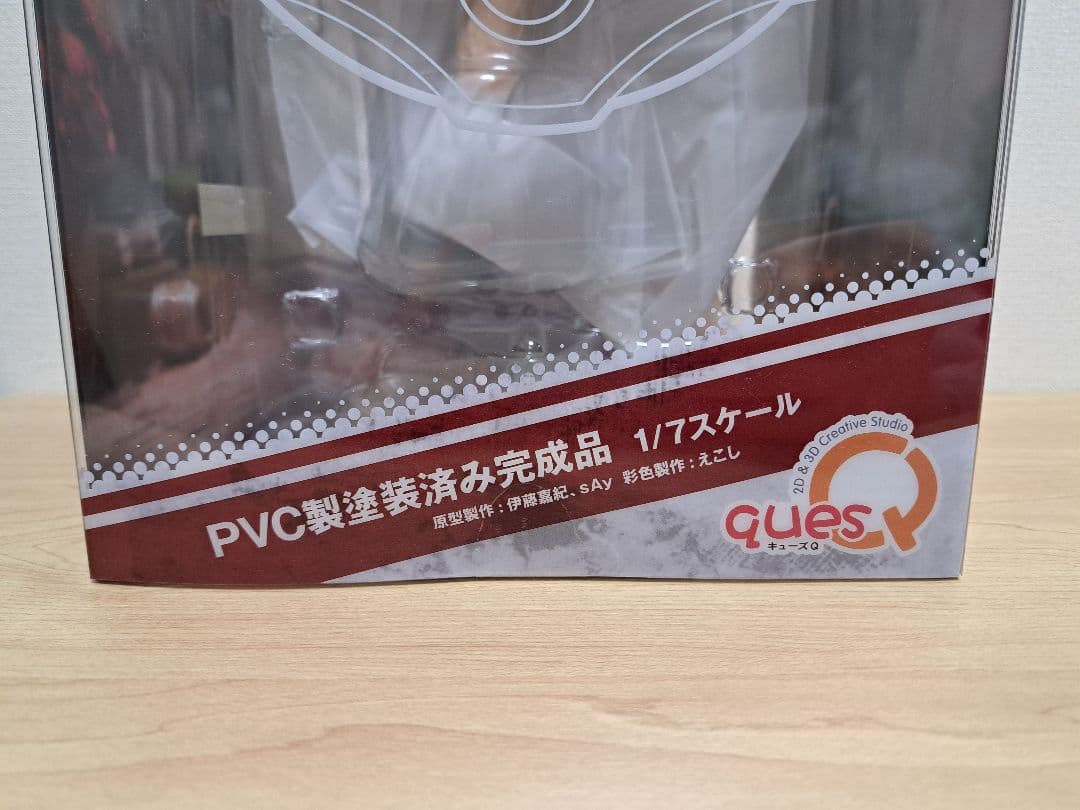 PVC製塗装済み完成品 1/7スケール
原型製作：伊藤嘉紀、sAy 彩色製作：えこし
2D & 3D Creative Studio
quesQ
キューズQ